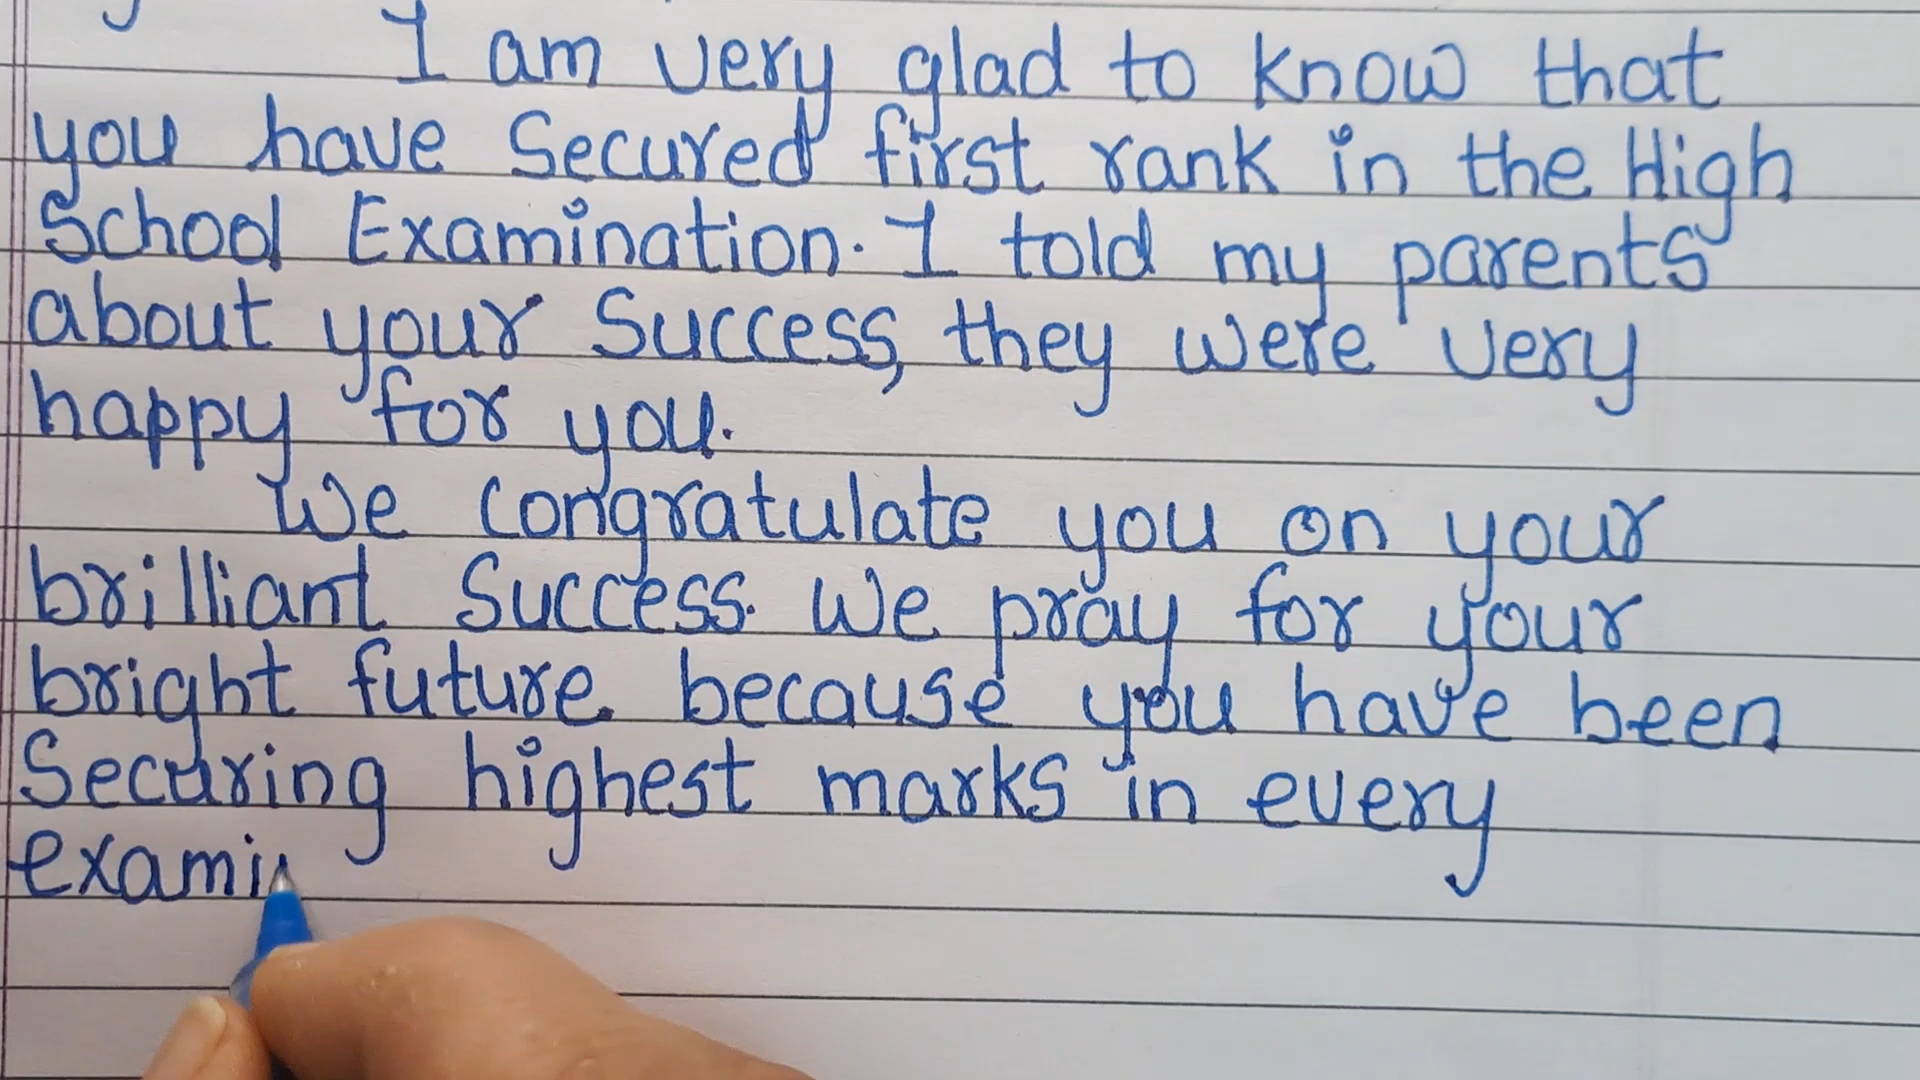 I am very glad to know that
you have Secured first rank in the High
School Examination. I told my parents
about your Success, they were very
happy for you.
We congratulate you on your
brilliant Success. We pray for your
bright future because you have been
Securing highest marks in every
exami